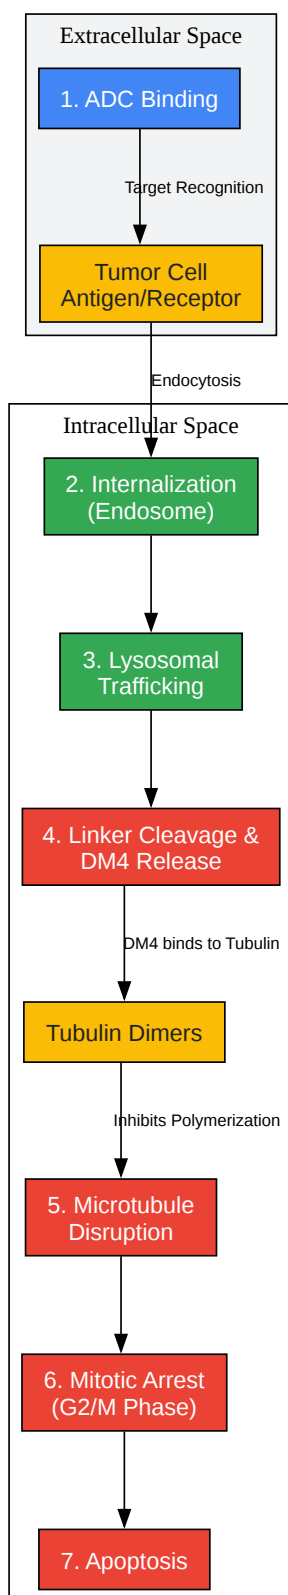 Extracellular Space
1. ADC Binding
Target Recognition
Tumor Cell
Antigen/Receptor
Endocytosis
Intracellular Space
2. Internalization
(Endosome)
3. Lysosomal
Trafficking
4. Linker Cleavage &
DM4 Release
DM4 binds to Tubulin
Tubulin Dimers
Inhibits Polymerization
5. Microtubule
Disruption
6. Mitotic Arrest
(G2/M Phase)
7. Apoptosis